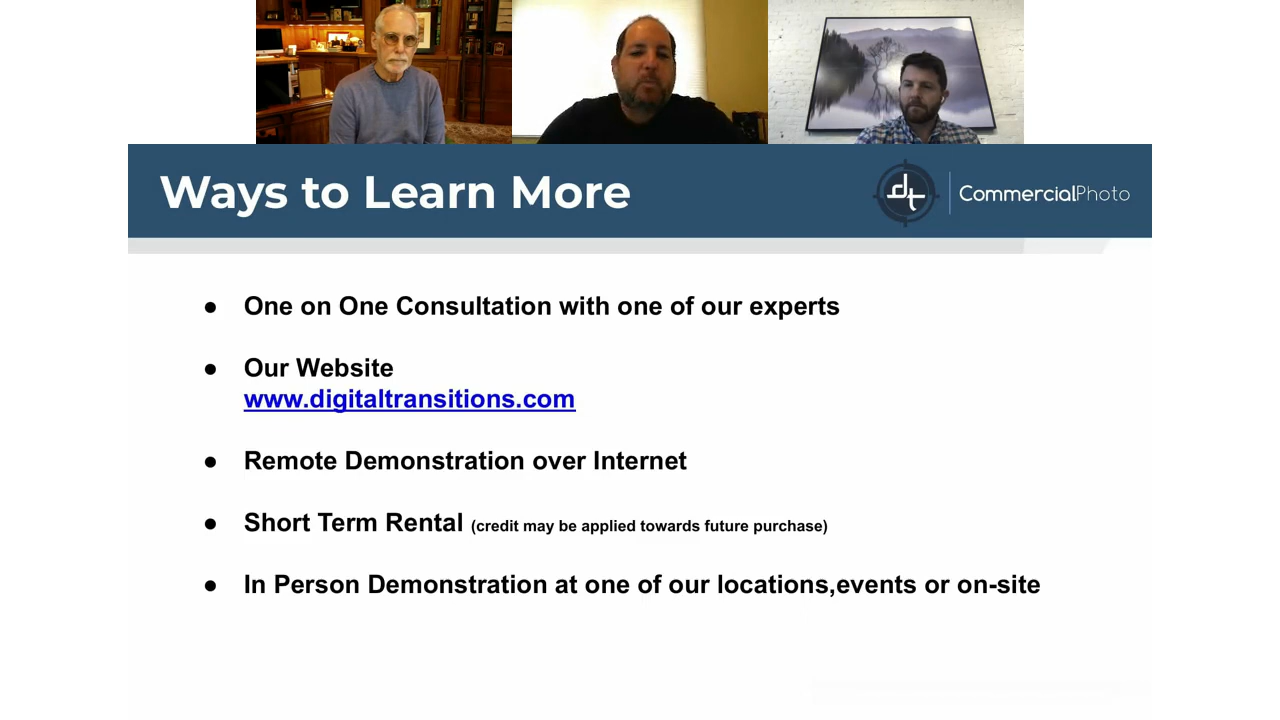 Ways to Learn More
dt CommercialPhoto
● One on One Consultation with one of our experts
● Our Website
www.digitaltransitions.com
● Remote Demonstration over Internet
● Short Term Rental (credit may be applied towards future purchase)
● In Person Demonstration at one of our locations,events or on-site